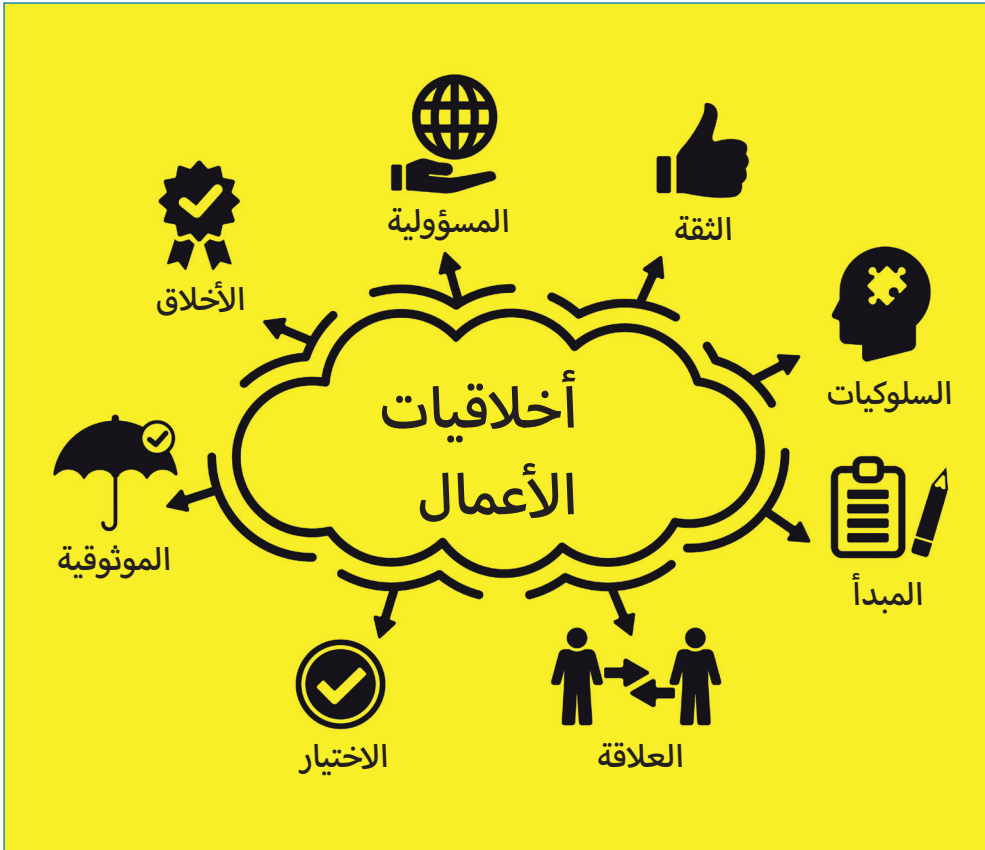 المسؤولية
الثقة
الأخلاق
السلوكيات
أخلاقيات
الأعمال
الموثوقية
المبدأ
الاختيار
العلاقة